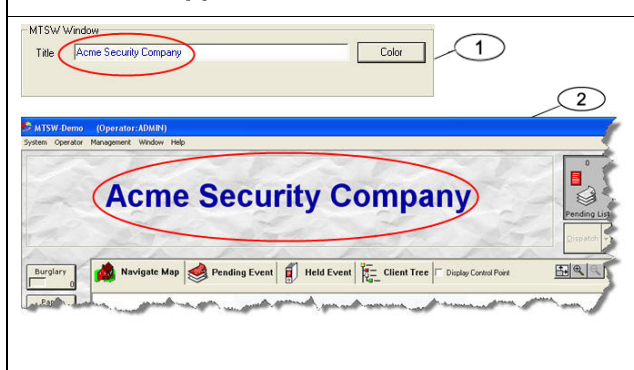 MTSW Window
Title Acme Security Company Color
1
2
MTSW-Demo (Operator:ADMIN)
System Operator Management Window Help
Acme Security Company
0
Pending List
Dispatch
Burglary
0
Navigate Map Pending Event Held Event Client Tree Display Control Point